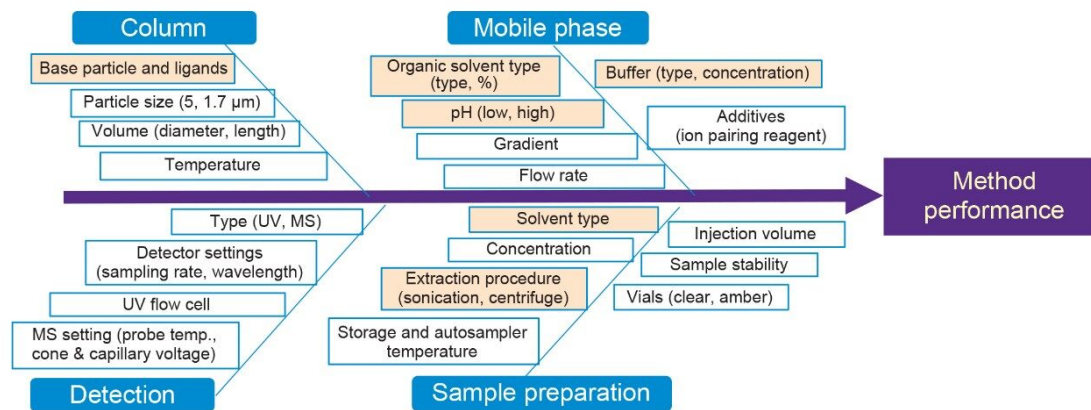 Column
Mobile phase
Base particle and ligands
Particle size (5, 1.7 µm)
Volume (diameter, length)
Temperature
Organic solvent type
(type, %)
pH (low, high)
Gradient
Flow rate
Buffer (type, concentration)
Additives
(ion pairing reagent)
Method
performance
Type (UV, MS)
Detector settings
(sampling rate, wavelength)
UV flow cell
MS setting (probe temp.,
cone & capillary voltage)
Solvent type
Concentration
Extraction procedure
(sonication, centrifuge)
Storage and autosampler
temperature
Injection volume
Sample stability
Vials (clear, amber)
Detection
Sample preparation